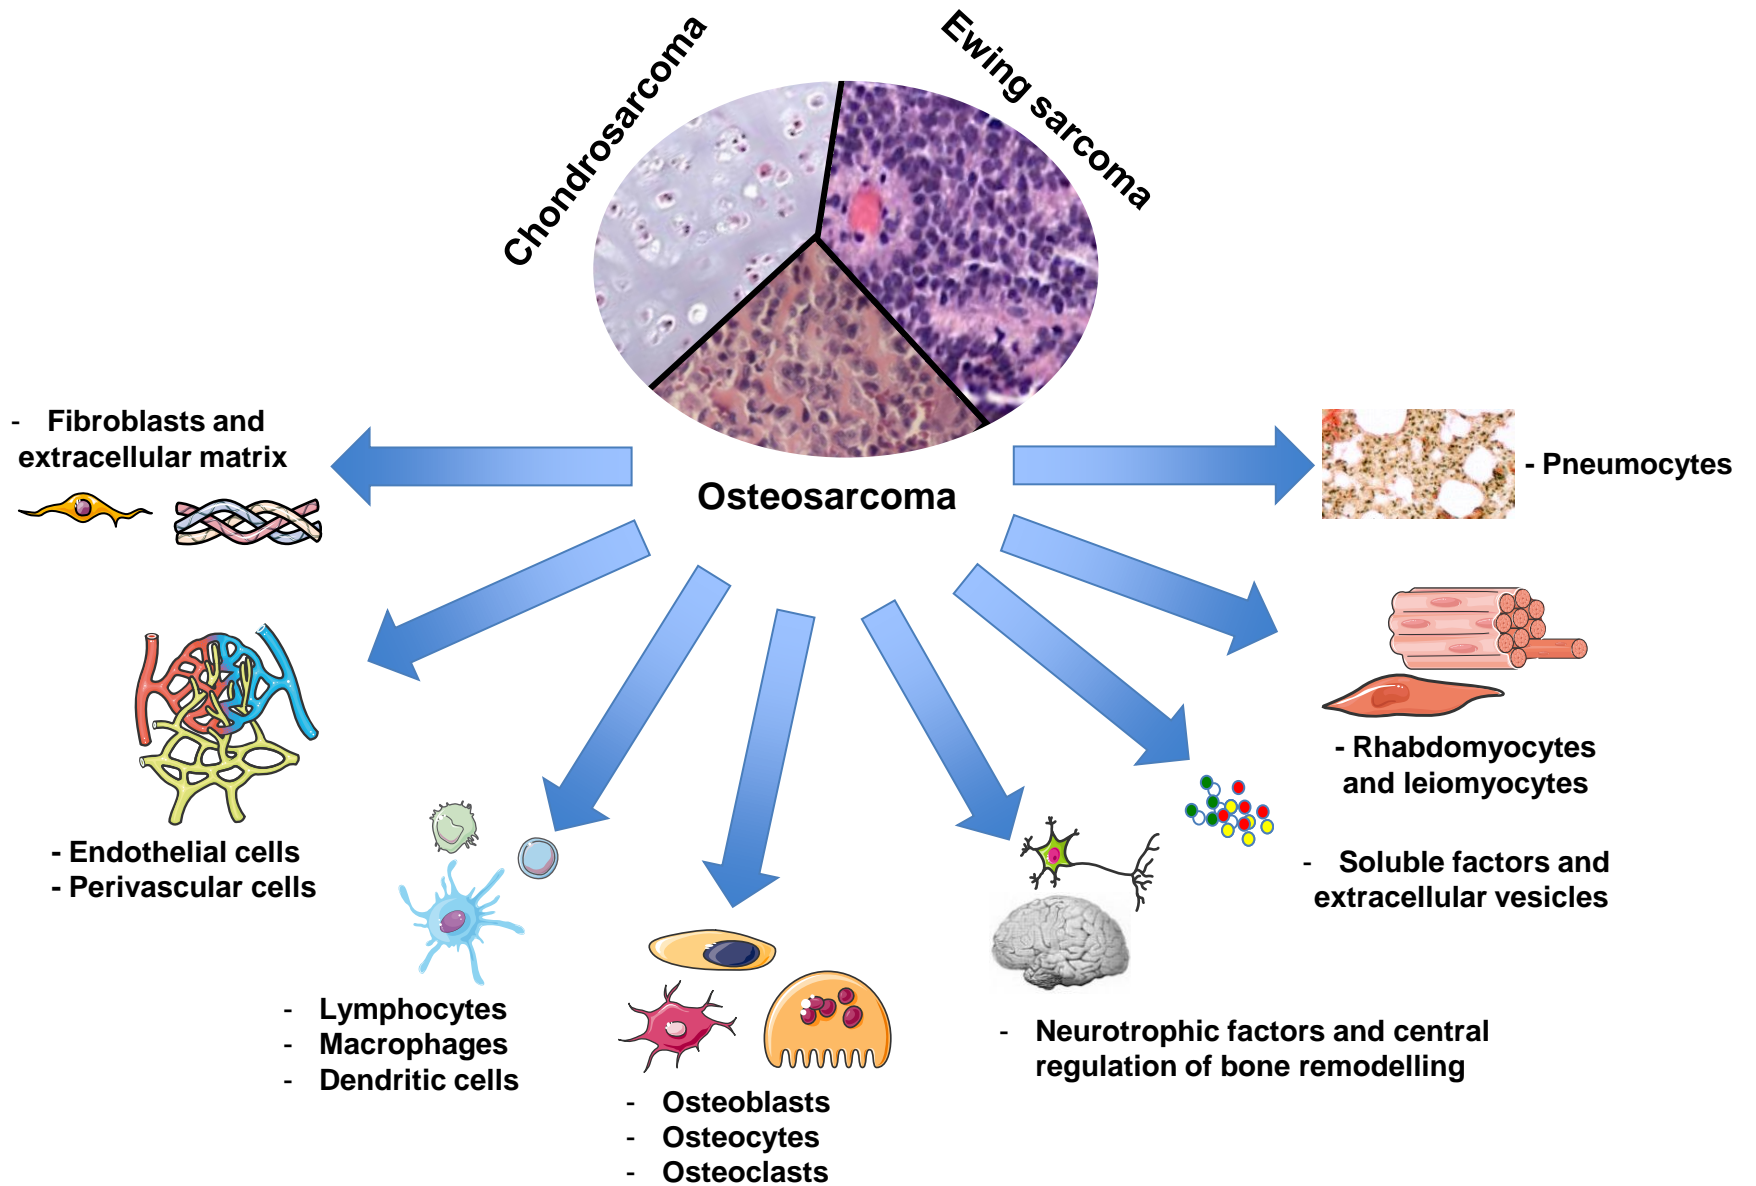 Chondrosarcoma
Ewing sarcoma
Osteosarcoma
- Fibroblasts and
extracellular matrix
- Endothelial cells
- Perivascular cells
- Lymphocytes
- Macrophages
- Dendritic cells
- Osteoblasts
- Osteocytes
- Osteoclasts
- Neurotrophic factors and central
regulation of bone remodelling
- Soluble factors and
extracellular vesicles
- Rhabdomyocytes
and leiomyocytes
- Pneumocytes